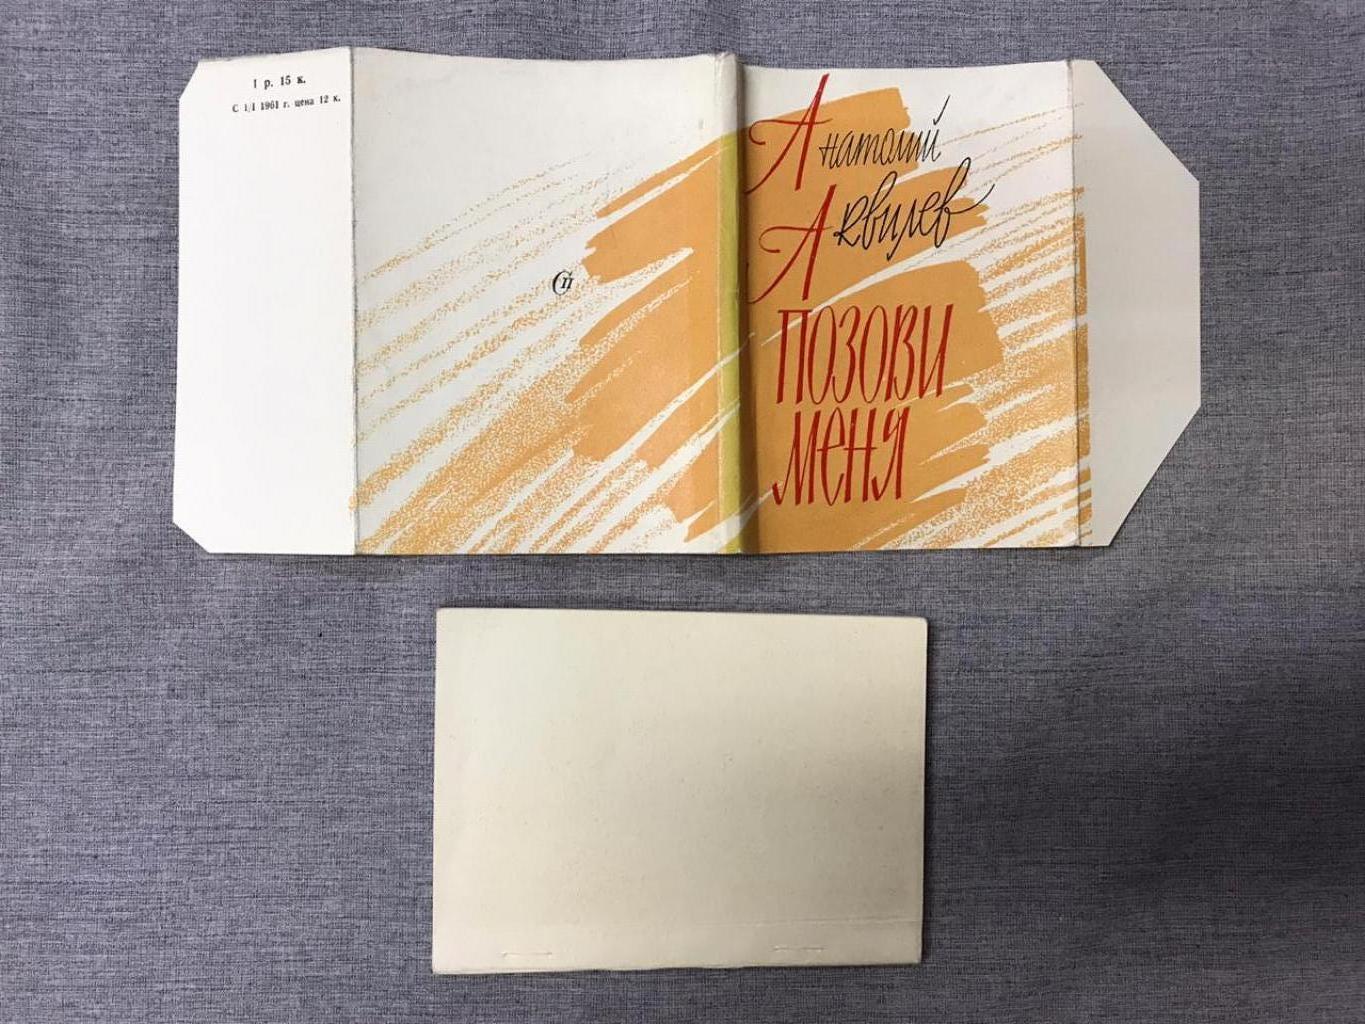 1 р. 15 к.
С 1/I 1961 г. цена 12 к.
СП
Анатолий
Аквилев
ПОЗОВИ
МЕНЯ